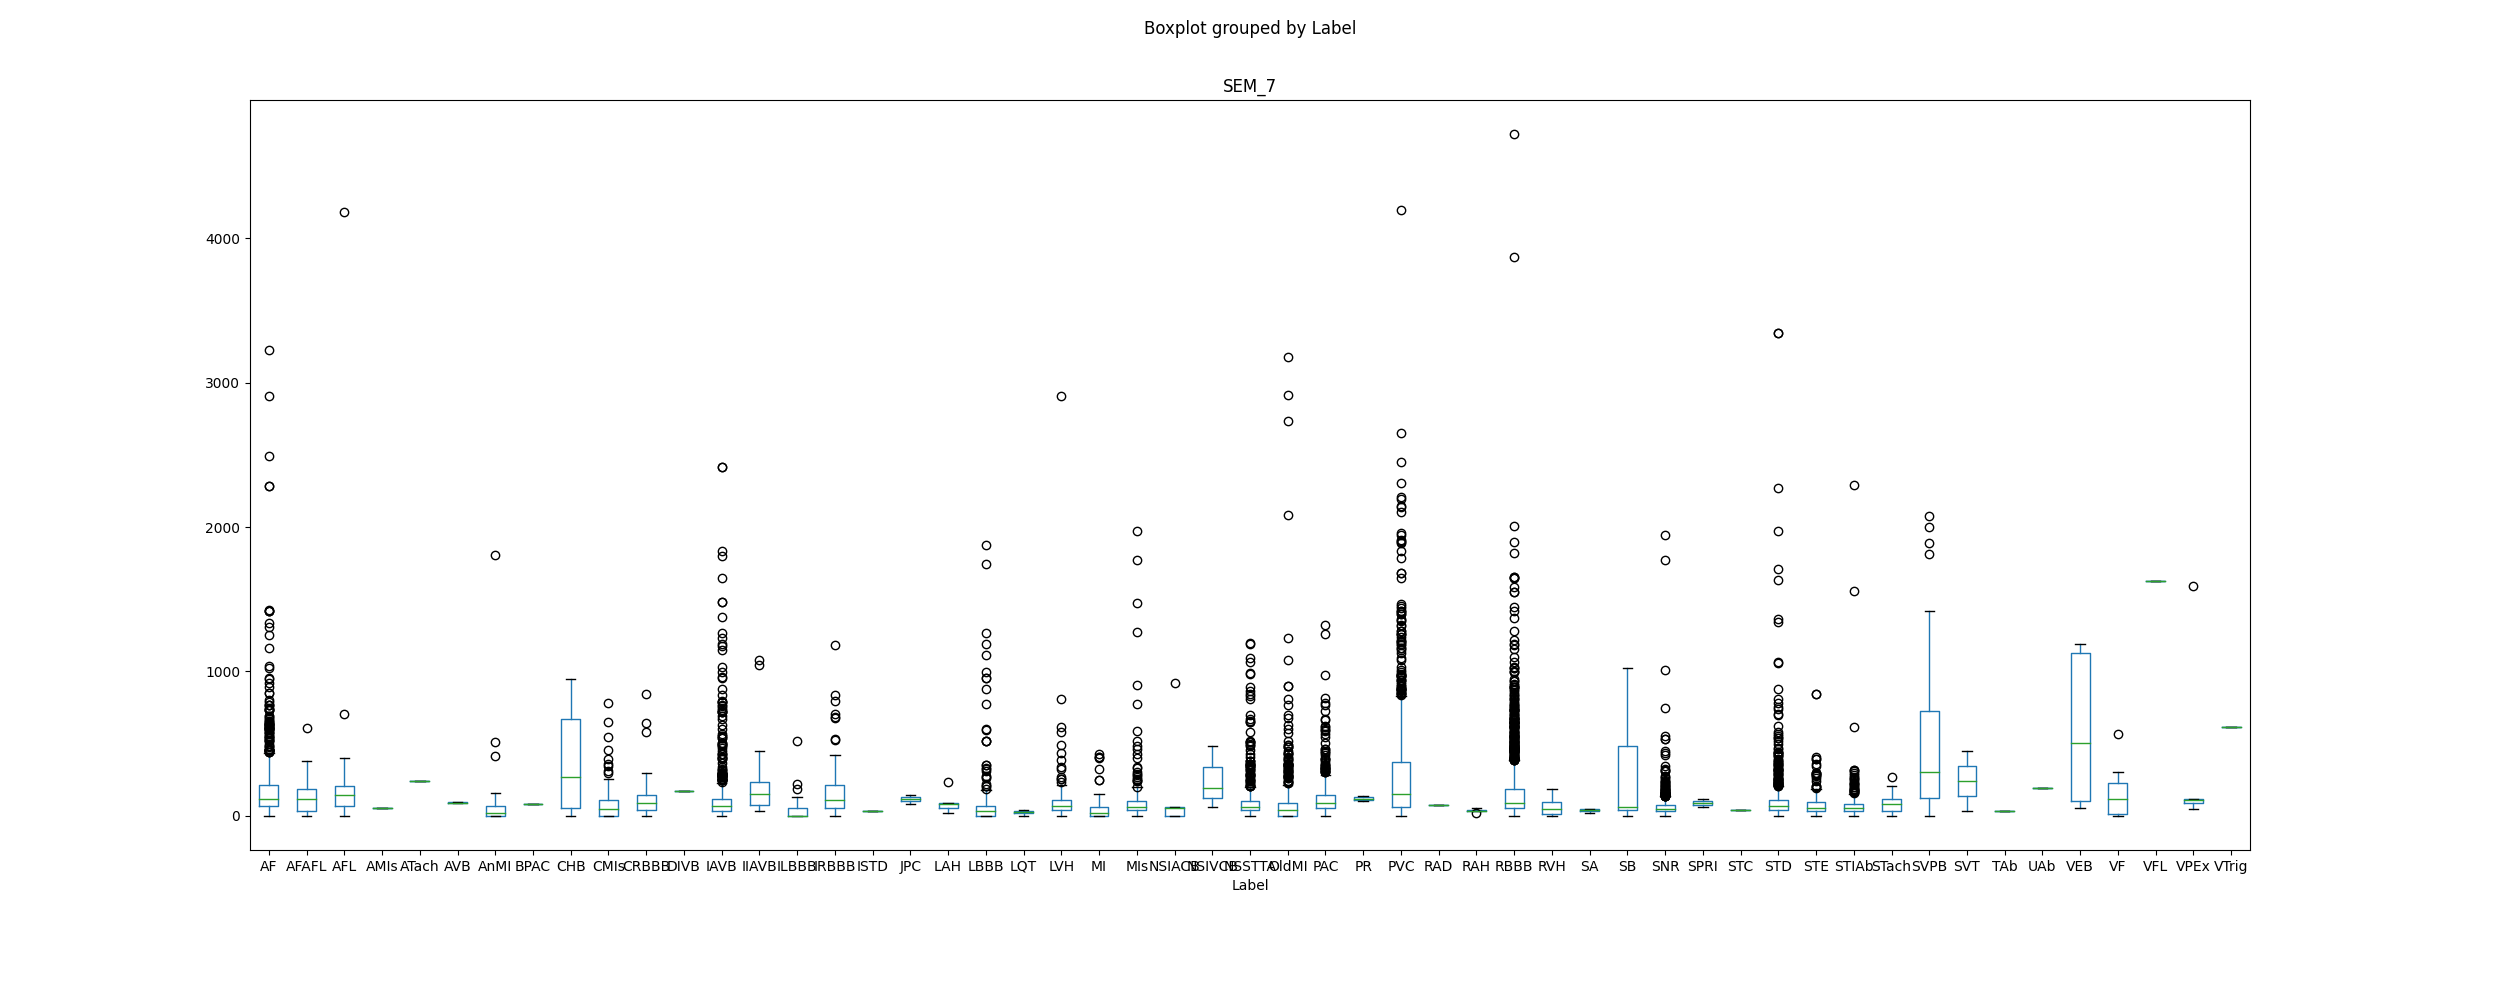 Boxplot grouped by Label
SEM_7
4000
3000
2000
1000
0
AF AFAFL AFL AMIs ATach AVB AnMI BPAC CHB CMIs CRBBB DIVB IAVB IIAVB ILBBB IRBBB ISTD JPC LAH LBBB LQT LVH MI MIs NSIACB NSIVCB NSSTTA OldMI PAC PR PVC RAD RAH RBBB RVH SA SB SNR SPRI STC STD STE STIAb STach SVPB SVT TAb UAb VEB VF VFL VPEx VTrig
Label